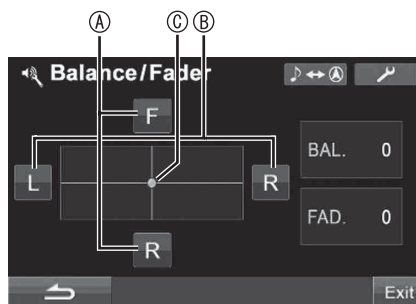 Ⓐ Ⓒ Ⓑ
Balance/Fader
F
L R
R
BAL. 0
FAD. 0
Exit